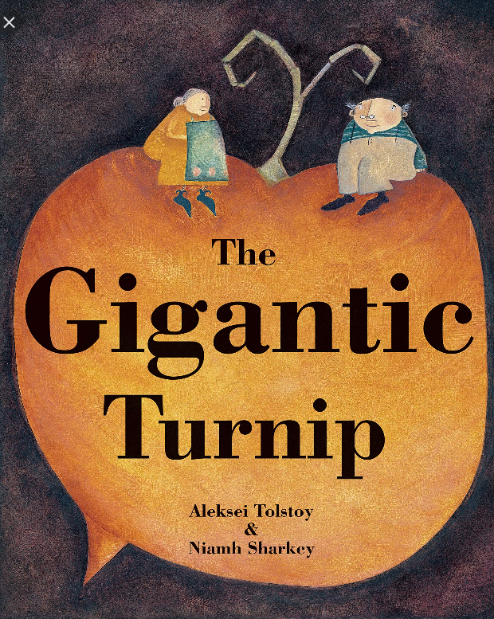 The
Gigantic
Turnip
Aleksei Tolstoy
&
Niamh Sharkey